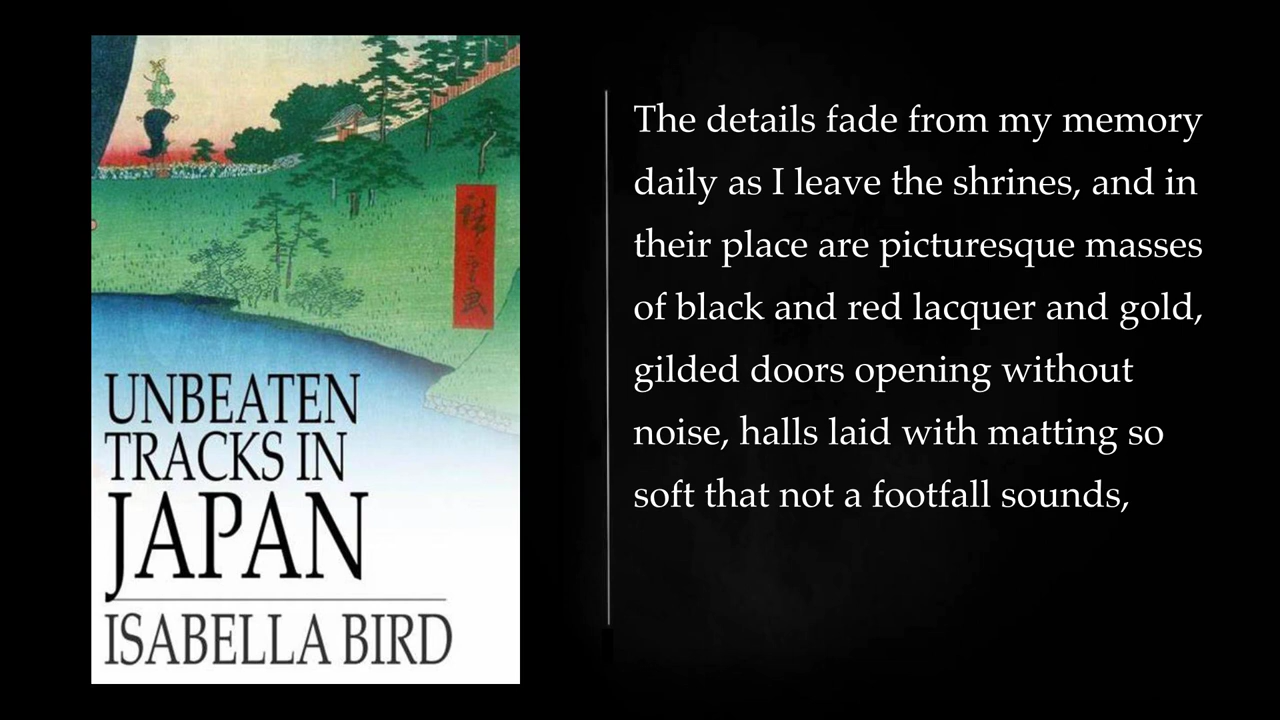 UNBEATEN
TRACKS IN
JAPAN
ISABELLA BIRD
The details fade from my memory
daily as I leave the shrines, and in
their place are picturesque masses
of black and red lacquer and gold,
gilded doors opening without
noise, halls laid with matting so
soft that not a footfall sounds,